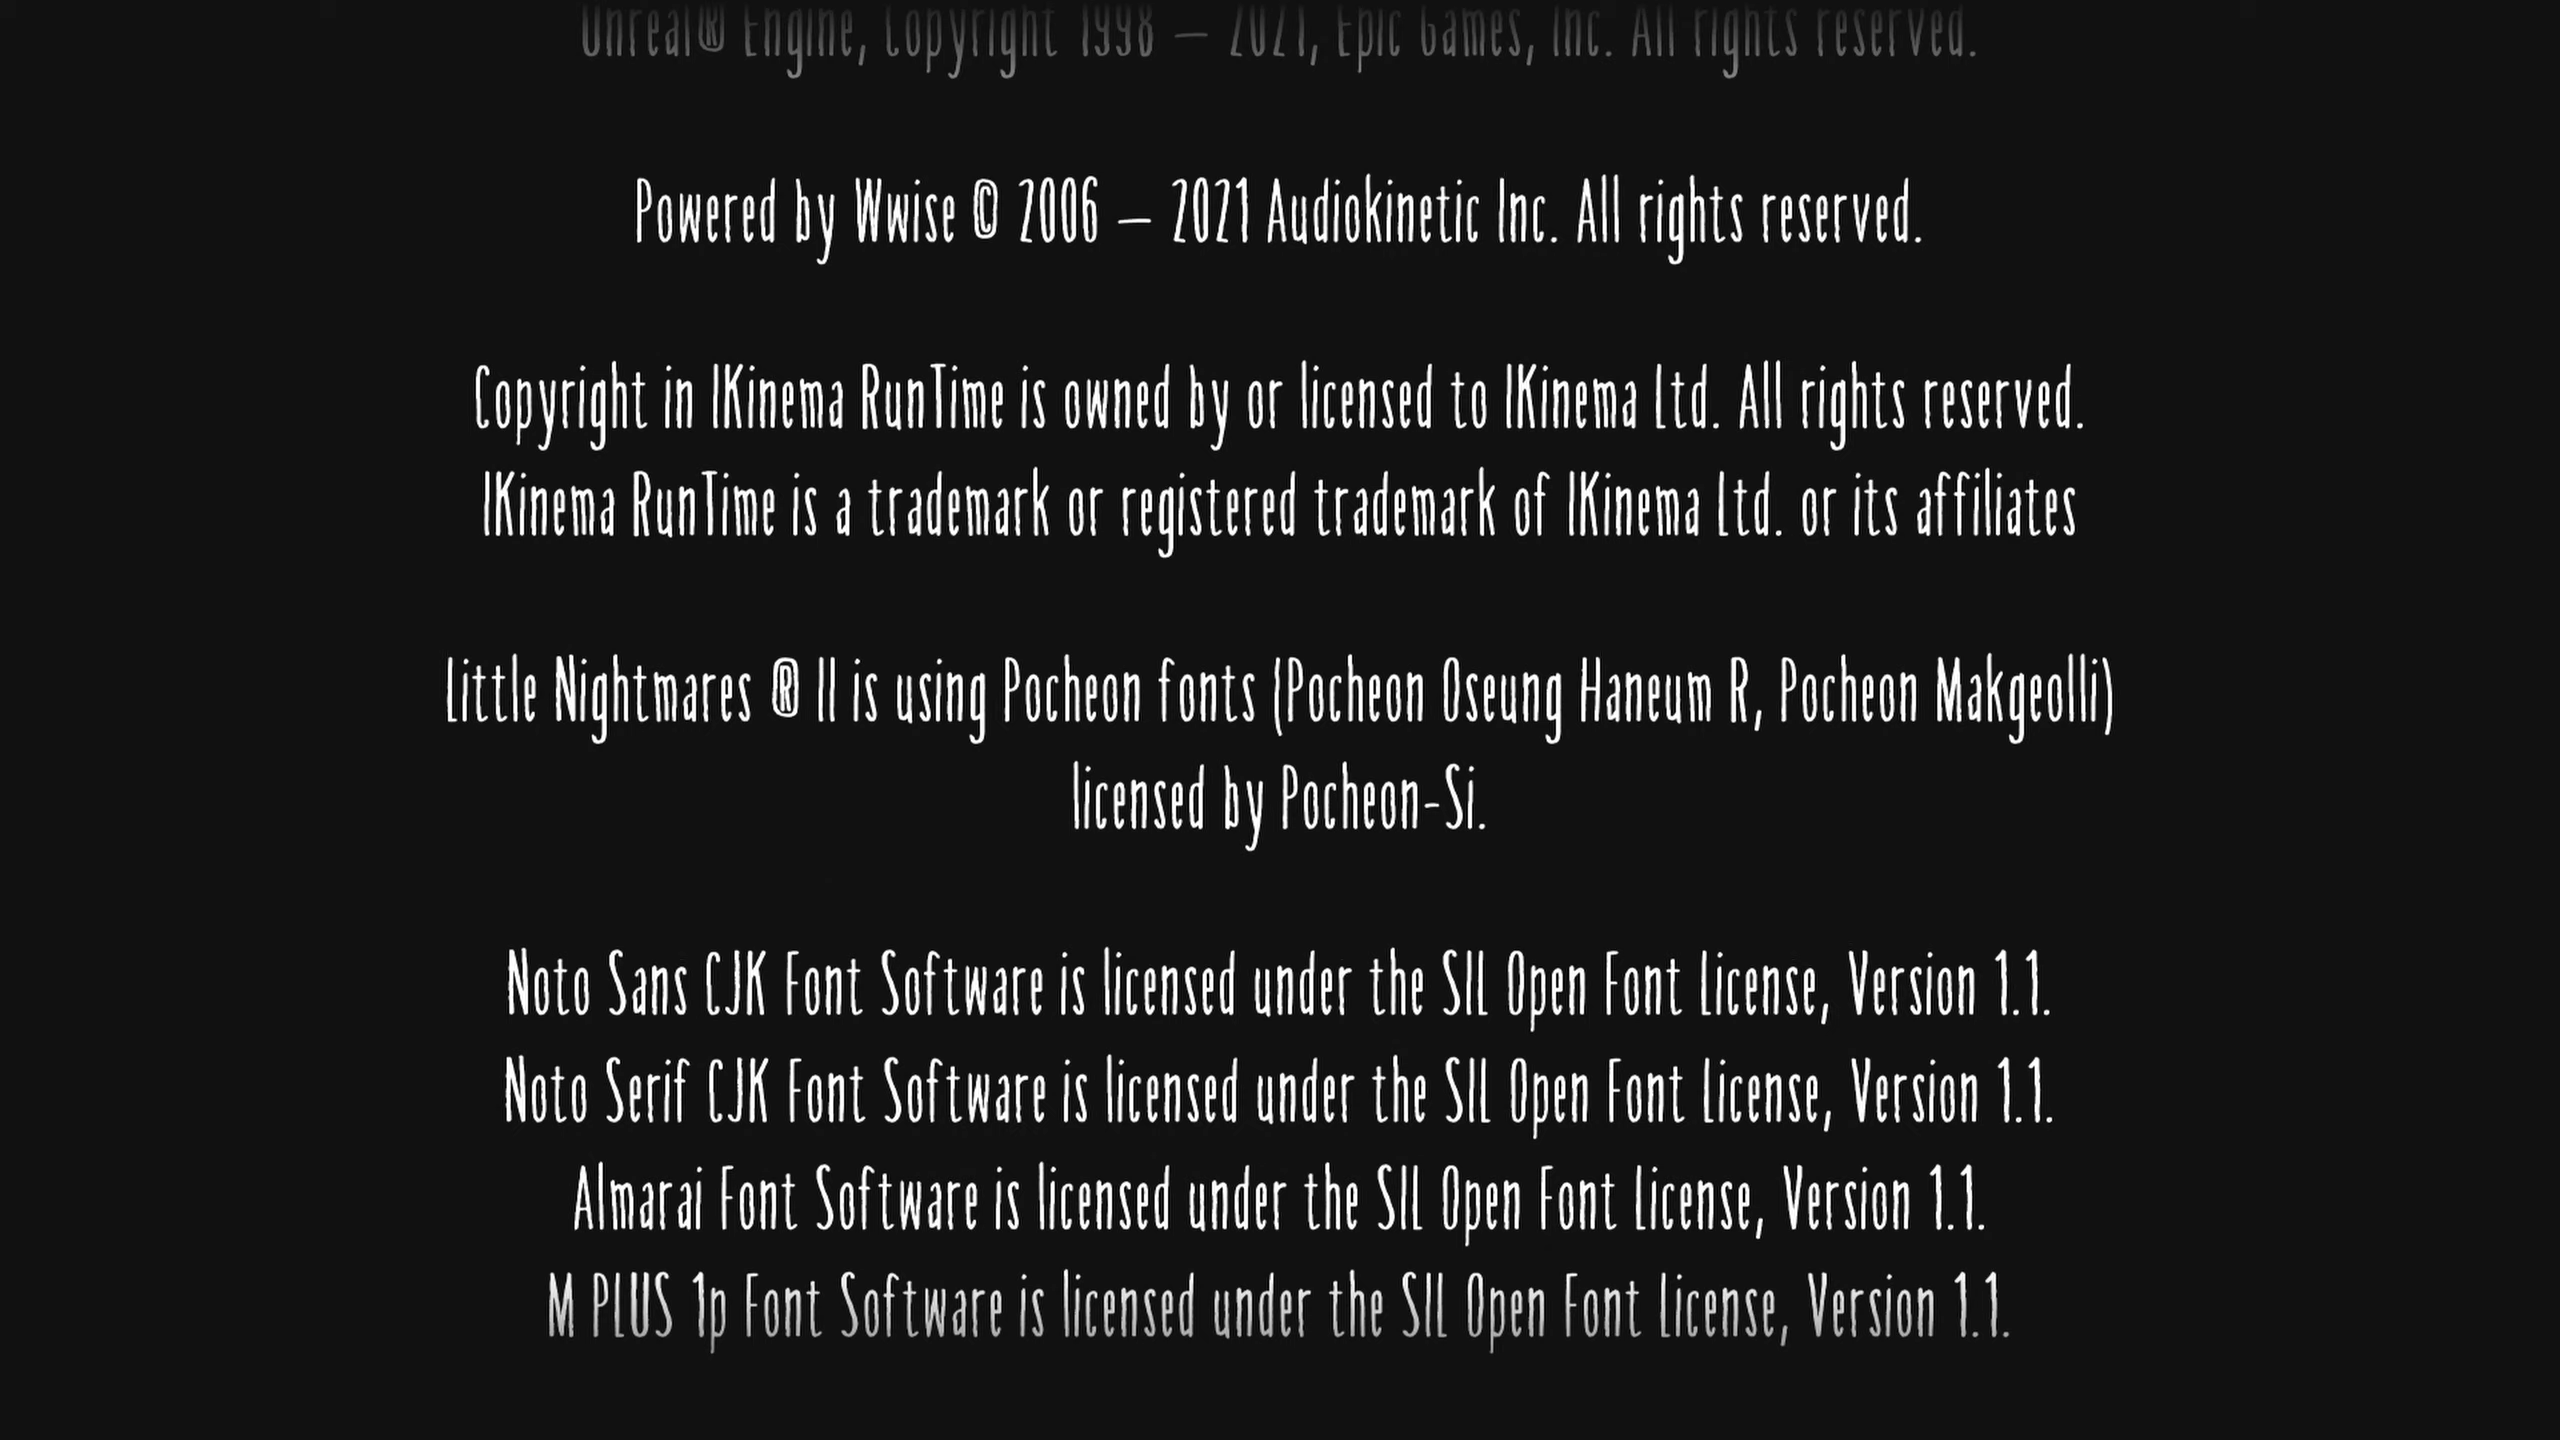 Unreal® Engine, Copyright 1998 – 2021, Epic Games, Inc. All rights reserved.
Powered by Wwise © 2006 – 2021 Audiokinetic Inc. All rights reserved.
Copyright in IKinema RunTime is owned by or licensed to IKinema Ltd. All rights reserved.
IKinema RunTime is a trademark or registered trademark of IKinema Ltd. or its affiliates
Little Nightmares ® II is using Pocheon fonts (Pocheon Oseung Haneum R, Pocheon Makgeolli)
licensed by Pocheon-Si.
Noto Sans CJK Font Software is licensed under the SIL Open Font License, Version 1.1.
Noto Serif CJK Font Software is licensed under the SIL Open Font License, Version 1.1.
Almarai Font Software is licensed under the SIL Open Font License, Version 1.1.
M PLUS 1p Font Software is licensed under the SIL Open Font License, Version 1.1.